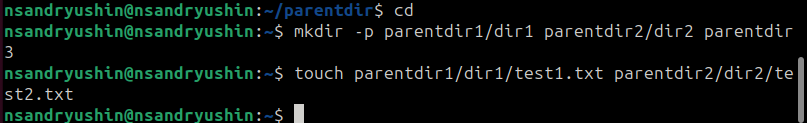 nsandryushin@nsandryushin:~/parentdir$ cd
nsandryushin@nsandryushin:~$ mkdir -p parentdir1/dir1 parentdir2/dir2 parentdir
3
nsandryushin@nsandryushin:~$ touch parentdir1/dir1/test1.txt parentdir2/dir2/te
st2.txt
nsandryushin@nsandryushin:~$